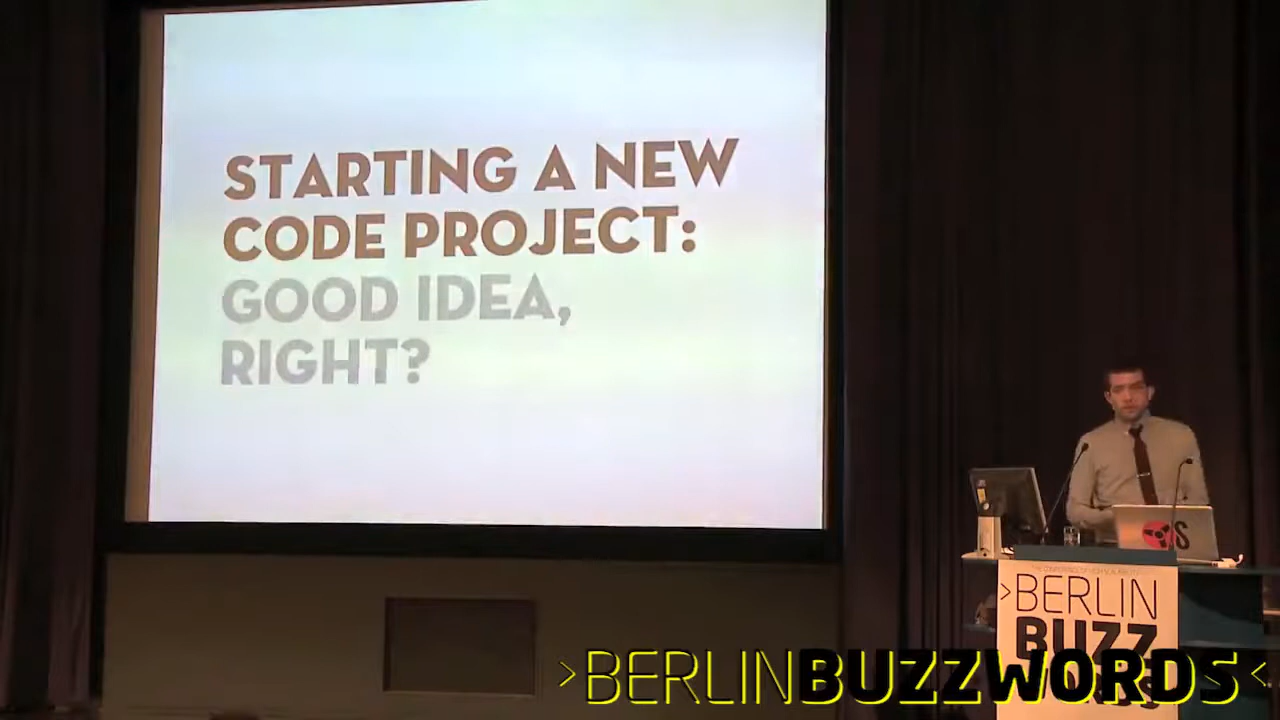 STARTING A NEW
CODE PROJECT:
GOOD IDEA,
RIGHT?
>BERLIN
BUZZ
>BERLINBUZZWORDS<